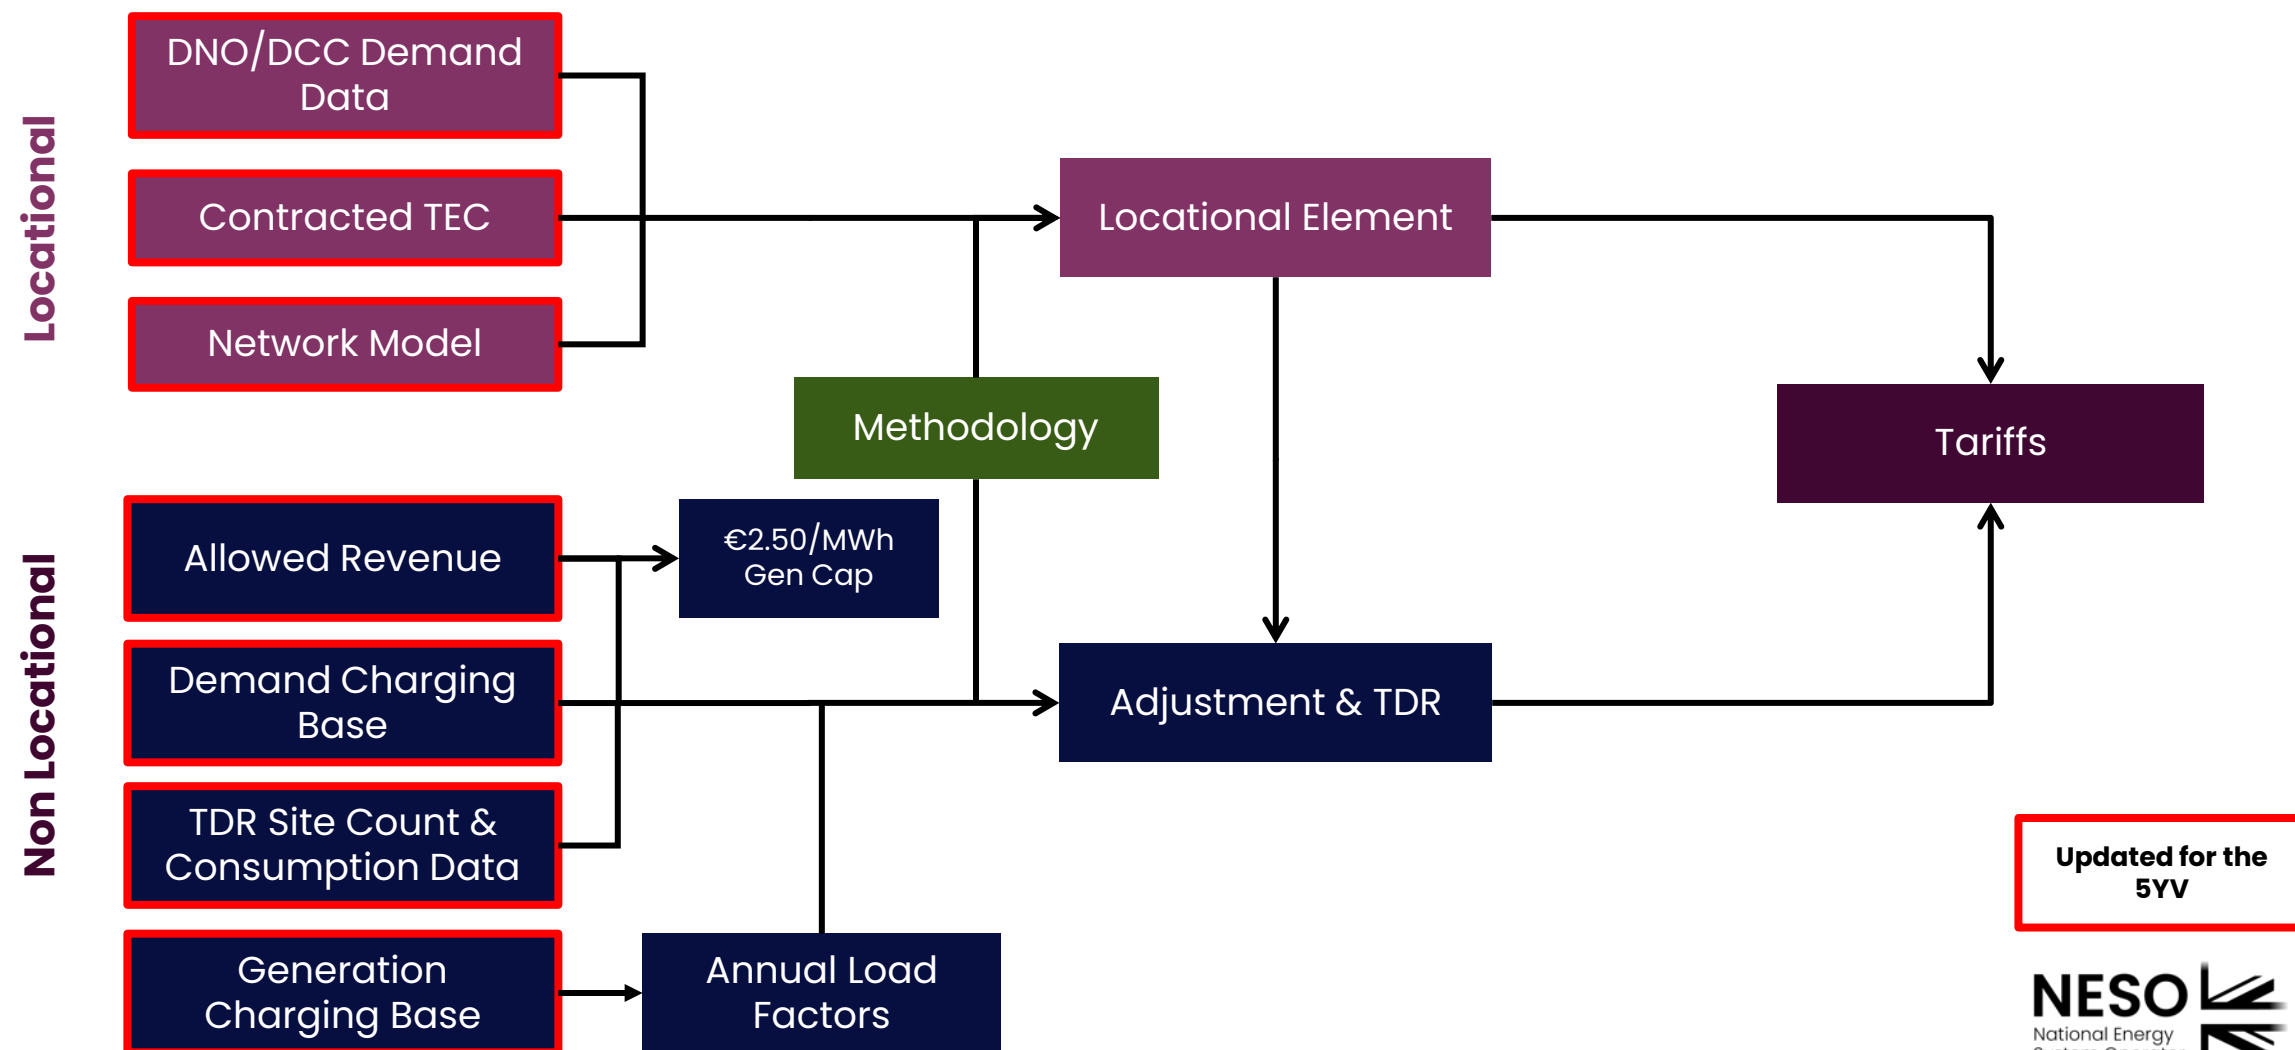 Locational
DNO/DCC Demand
Data
Contracted TEC
Network Model
Locational Element
Methodology
Tariffs
Non Locational
Allowed Revenue
€2.50/MWh
Gen Cap
Demand Charging
Base
Adjustment & TDR
TDR Site Count &
Consumption Data
Generation
Charging Base
Annual Load
Factors
Updated for the
5YV
NESO
National Energy